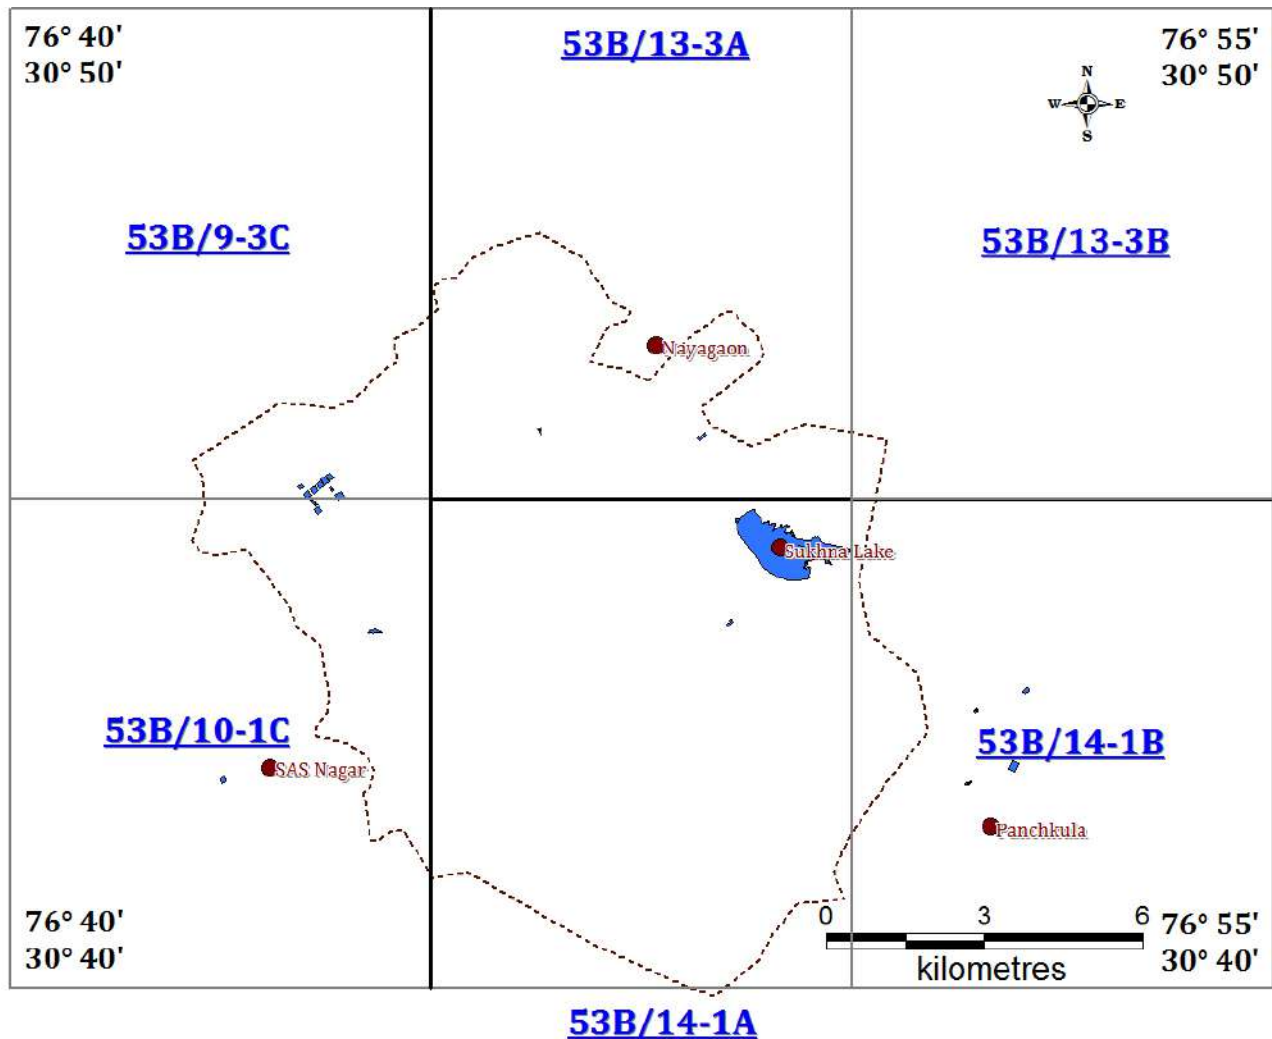 76° 40'
30° 50'
53B/13-3A
76° 55'
30° 50'
N
W E
S
53B/9-3C
53B/13-3B
Nayagaon
Sukhna Lake
53B/10-1C
53B/14-1B
SAS Nagar
Panchkula
76° 40'
30° 40'
0 3 6
kilometres
76° 55'
30° 40'
53B/14-1A